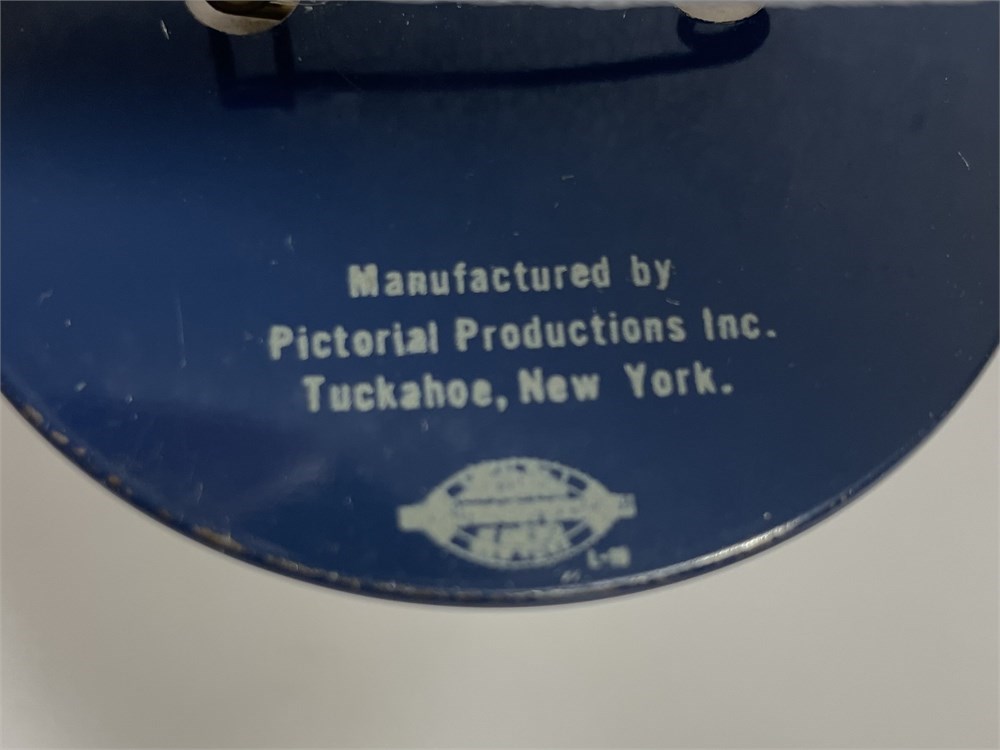 Manufactured by
Pictorial Productions Inc.
Tuckahoe, New York.